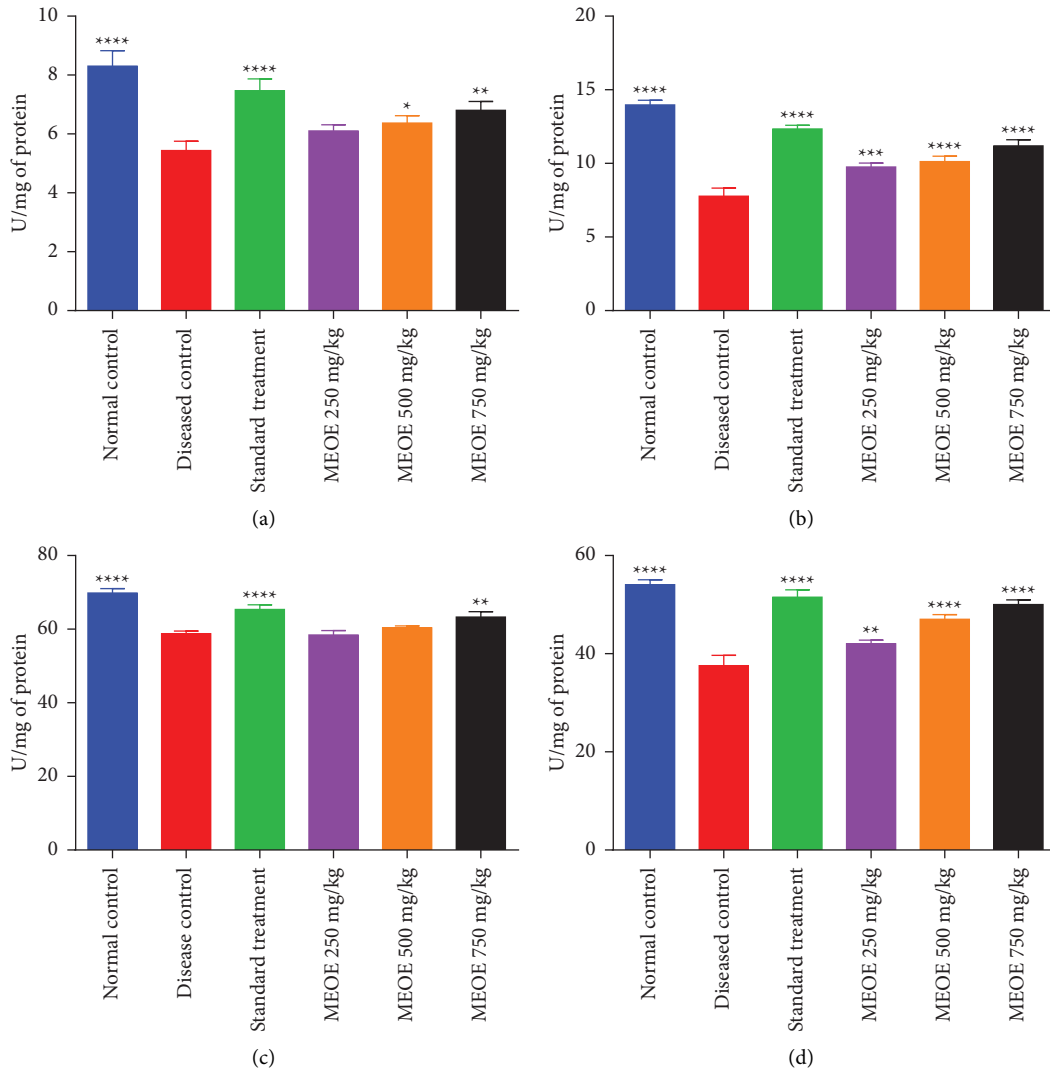 10
8
6
4
2
0
U/mg of protein
****
****
*
**
Normal control
Diseased control
Standard treatment
MEOE 250 mg/kg
MEOE 500 mg/kg
MEOE 750 mg/kg
(a)
20
15
10
5
0
U/mg of protein
****
****
***
****
****
Normal control
Diseased control
Standard treatment
MEOE 250 mg/kg
MEOE 500 mg/kg
MEOE 750 mg/kg
(b)
80
60
40
20
0
U/mg of protein
****
****
**
Normal control
Disease control
Standard treatment
MEOE 250 mg/kg
MEOE 500 mg/kg
MEOE 750 mg/kg
(c)
60
40
20
0
U/mg of protein
****
****
**
****
****
Normal control
Diseased control
Standard treatment
MEOE 250 mg/kg
MEOE 500 mg/kg
MEOE 750 mg/kg
(d)